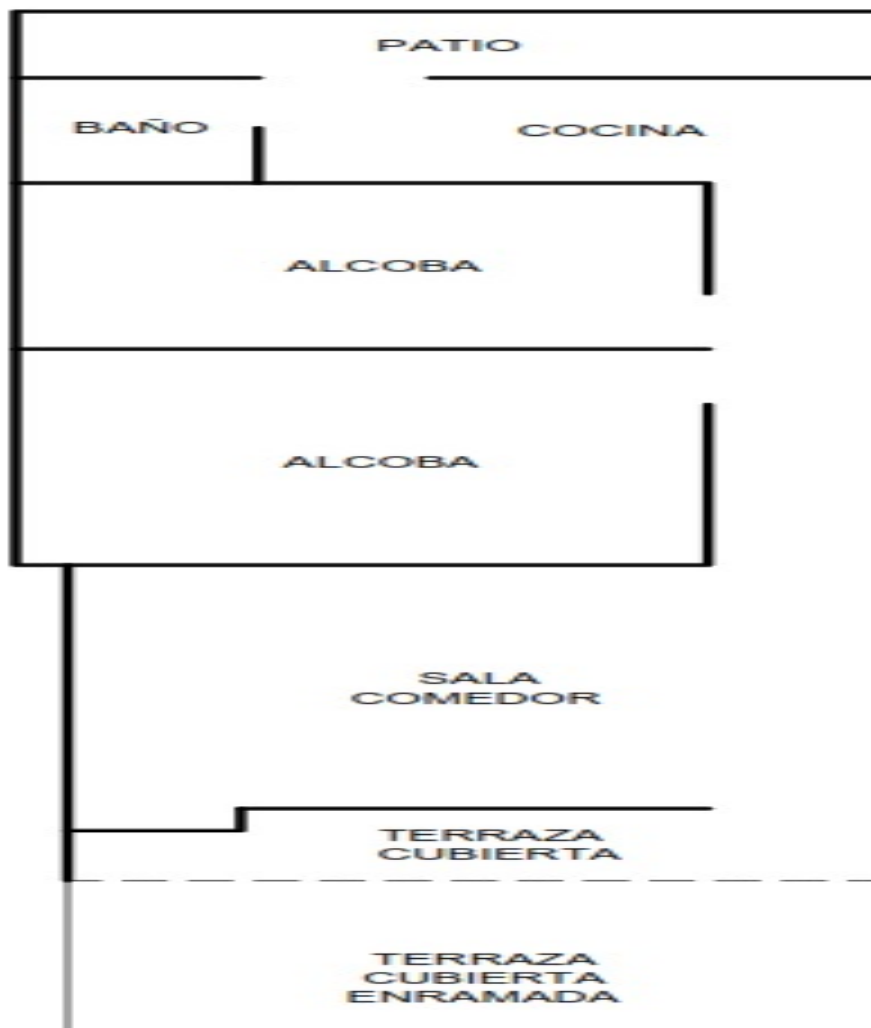 PATIO
BAÑO
COCINA
ALCOBA
ALCOBA
SALA
COMEDOR
TERRAZA
CUBIERTA
TERRAZA
CUBIERTA
ENRAMADA